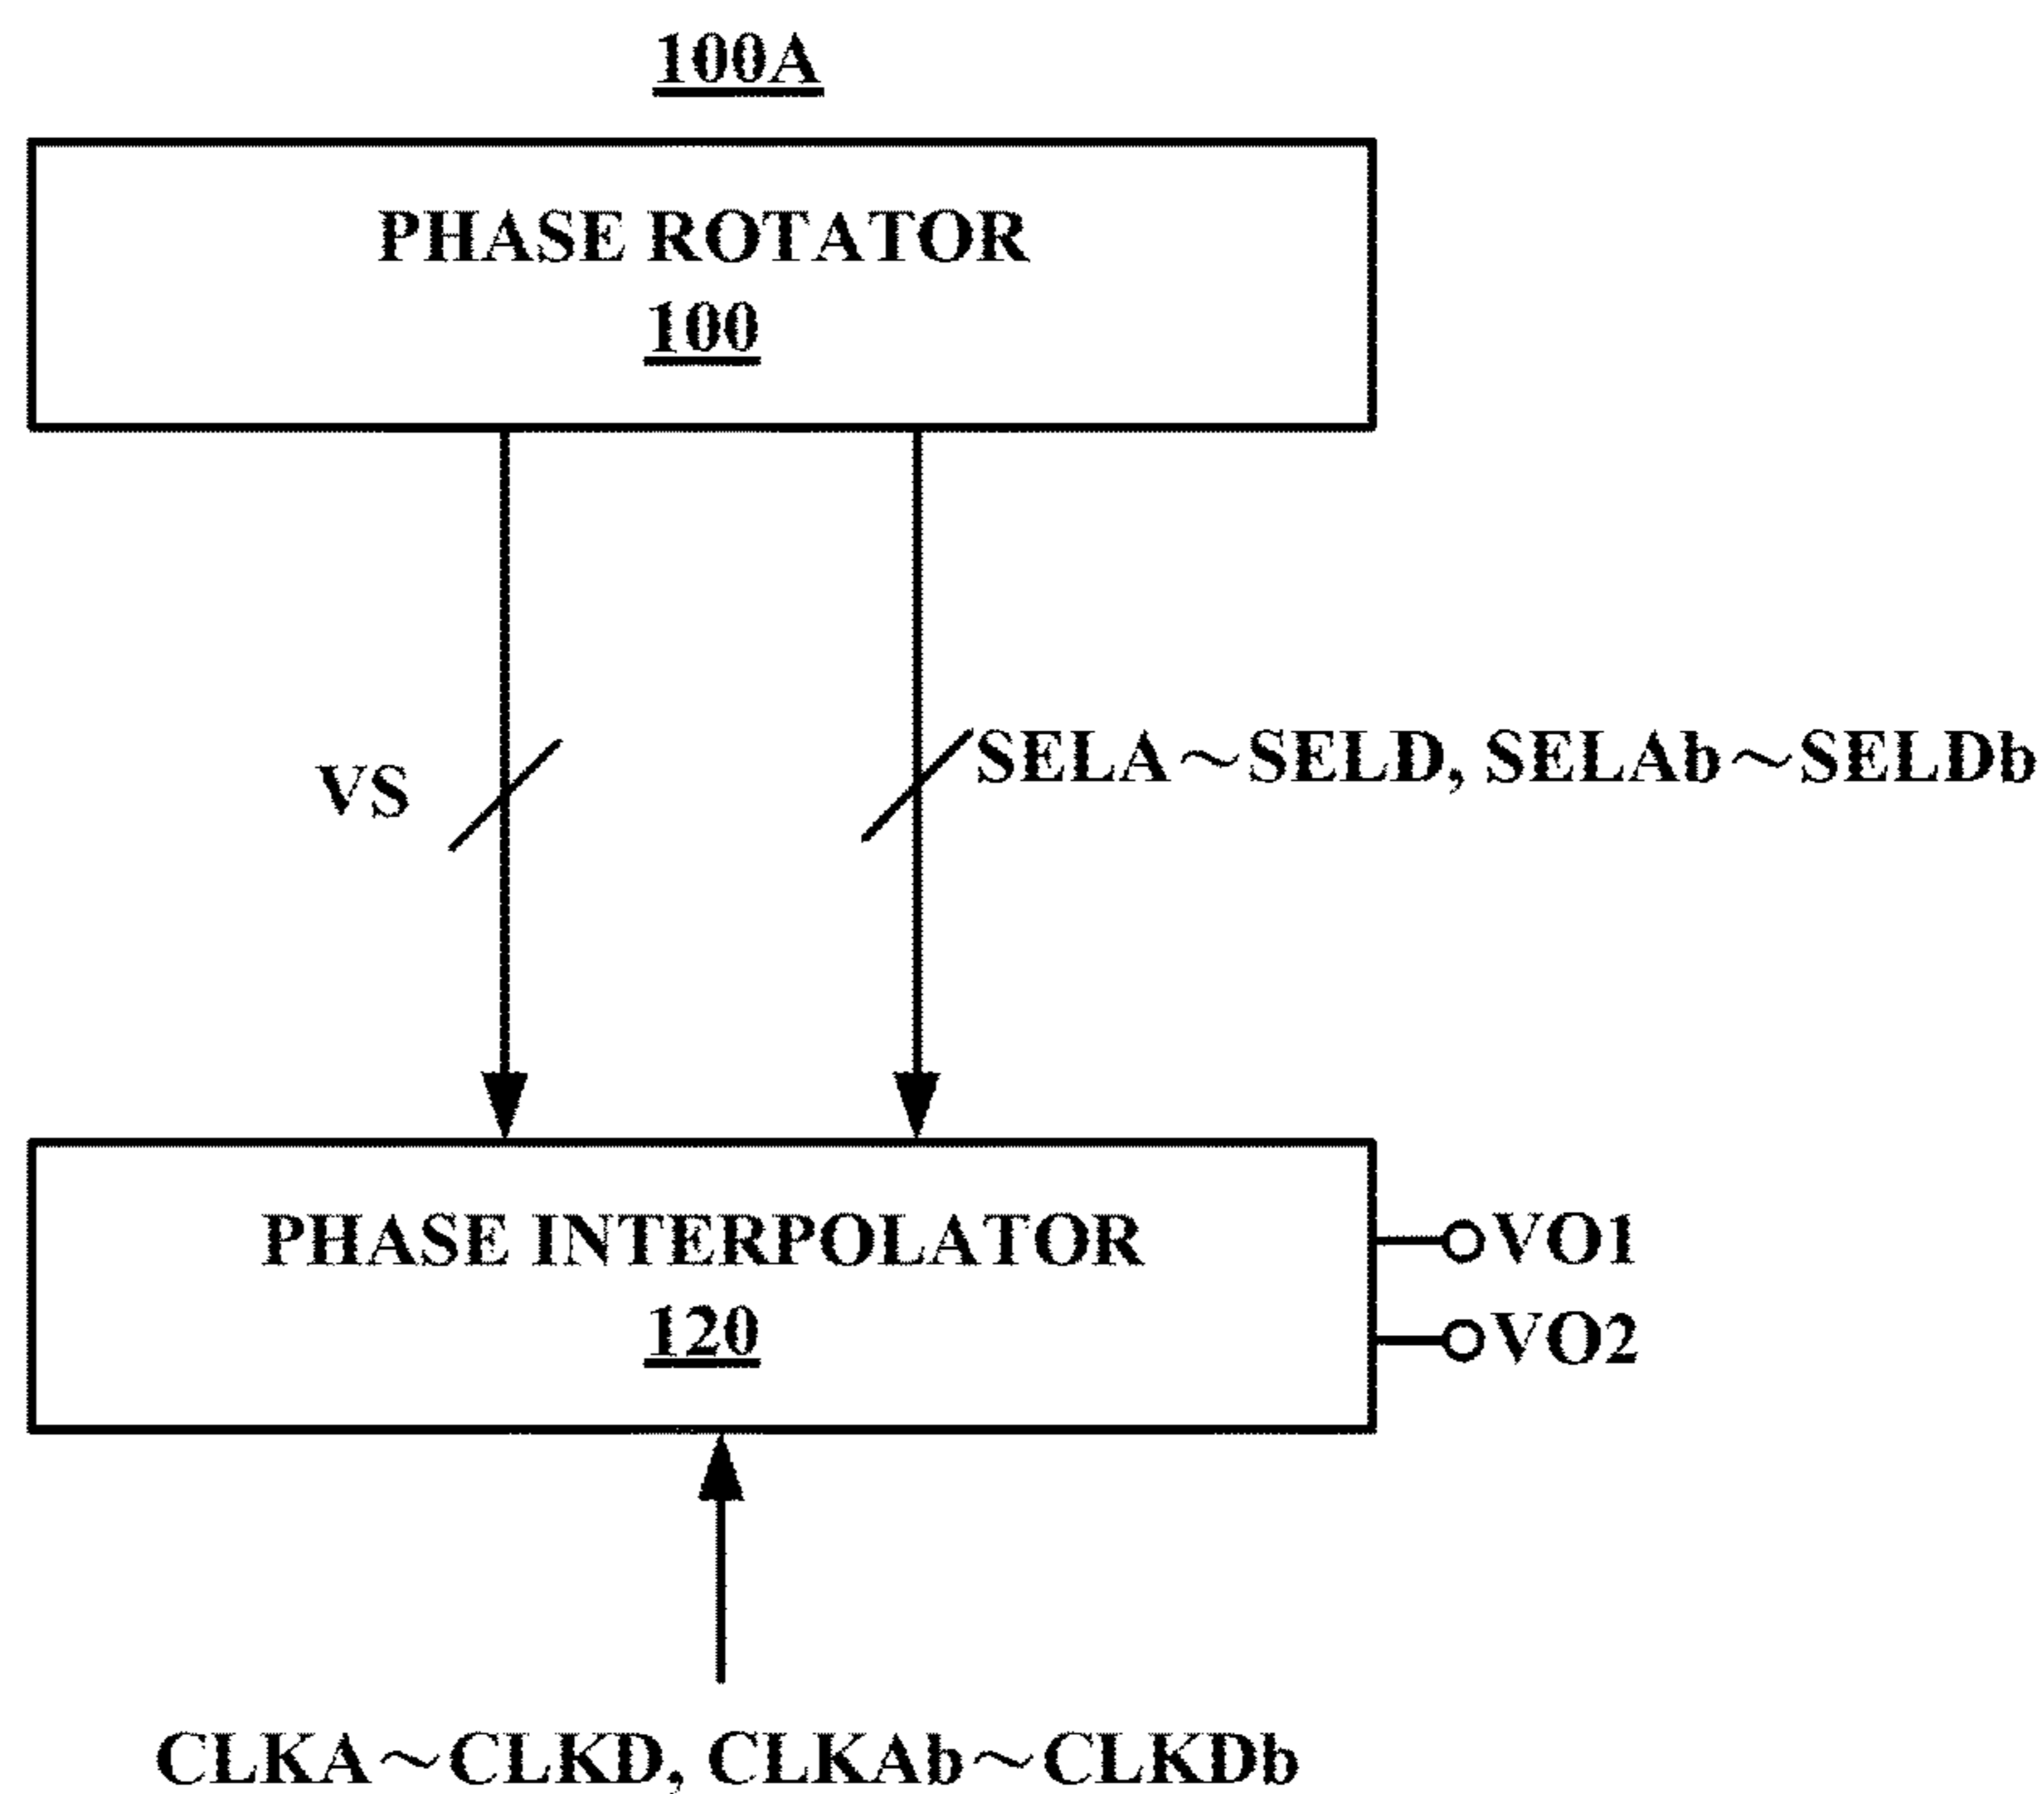 100A
PHASE ROTATOR
100
VS
SELA~SELD, SELAb~SELDb
PHASE INTERPOLATOR
120
VO1
VO2
CLKA~CLKD, CLKAb~CLKDb